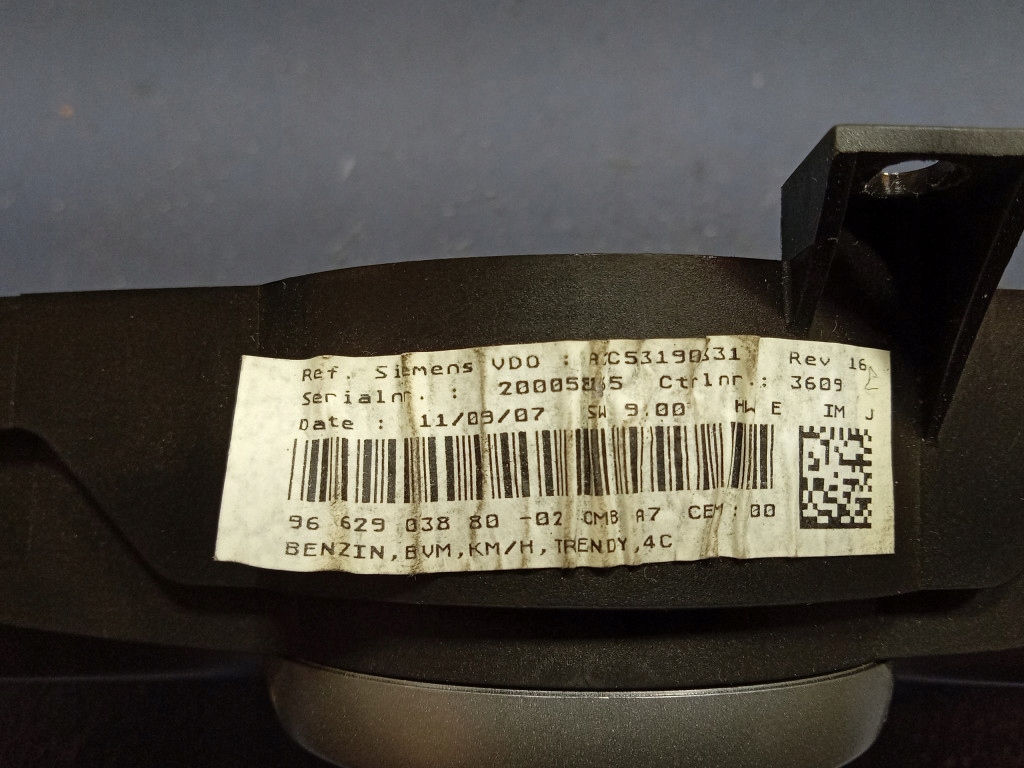 Ref. Siemens VDO : Rev 16
Serialnr. : Ctrlnr.: 3609
Date : 11/09/07 SW 9.00 HW E IM J
96 629 038 80 -02 CMB A7 CEM: 00
BENZIN,BVM,KM/H,TRENDY,4C